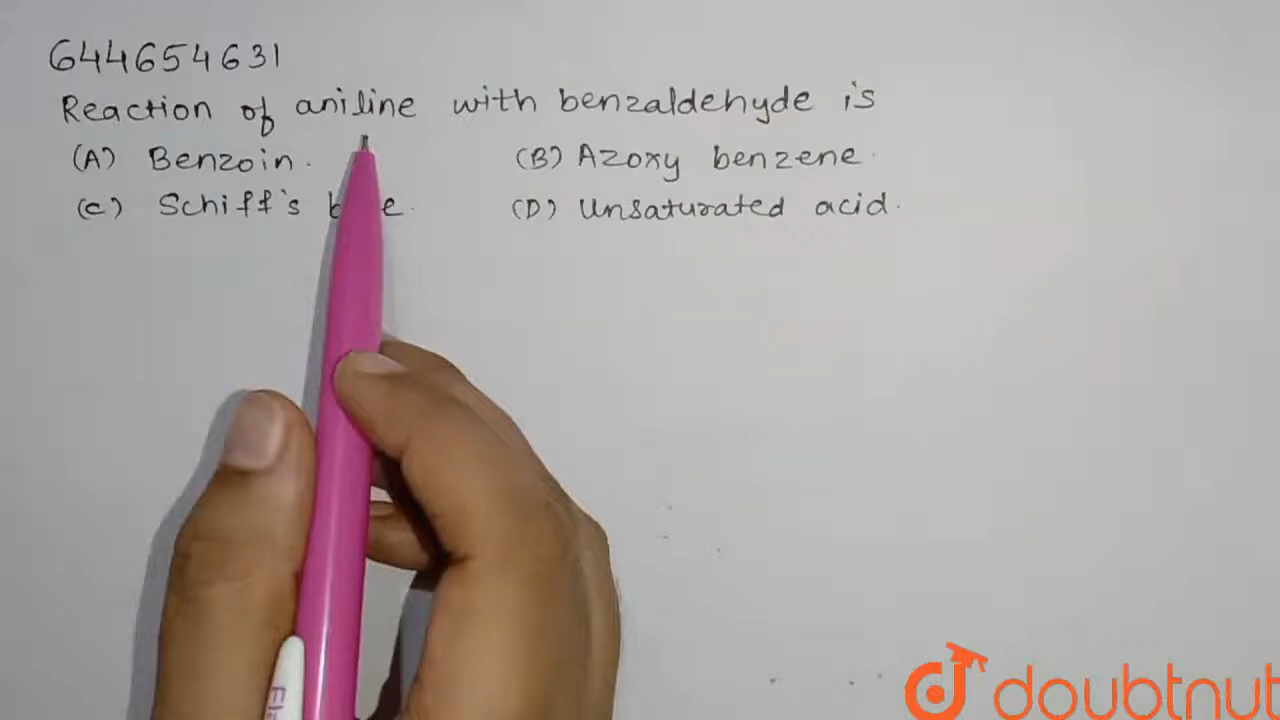 644654631
Reaction of aniline with benzaldehyde is
(A) Benzoin. (B) Azoxy benzene.
(C) Schiff's (D) Unsaturated acid.
doubtnut